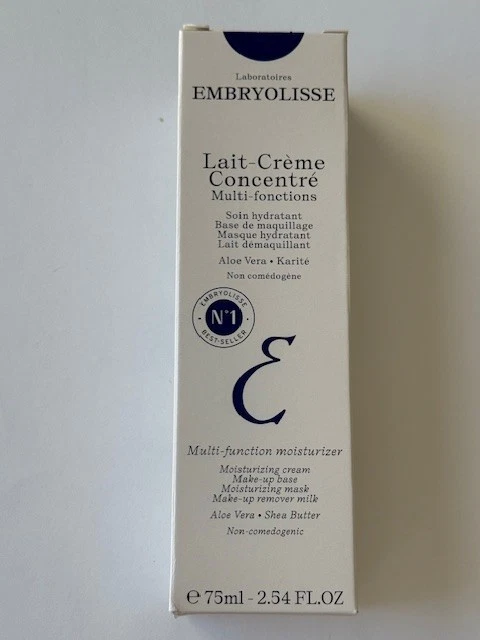 Laboratoires
EMBRYOLISSE
Lait-Crème
Concentré
Multi-fonctions
Soin hydratant
Base de maquillage
Masque hydratant
Lait démaquillant
Aloe Vera • Karité
Non comédogène
EMBRYOLISSE
N°1
BEST-SELLER
ε
Multi-function moisturizer
Moisturizing cream
Make-up base
Moisturizing mask
Make-up remover milk
Aloe Vera • Shea Butter
Non-comedogenic
℮ 75ml - 2.54 FL.OZ